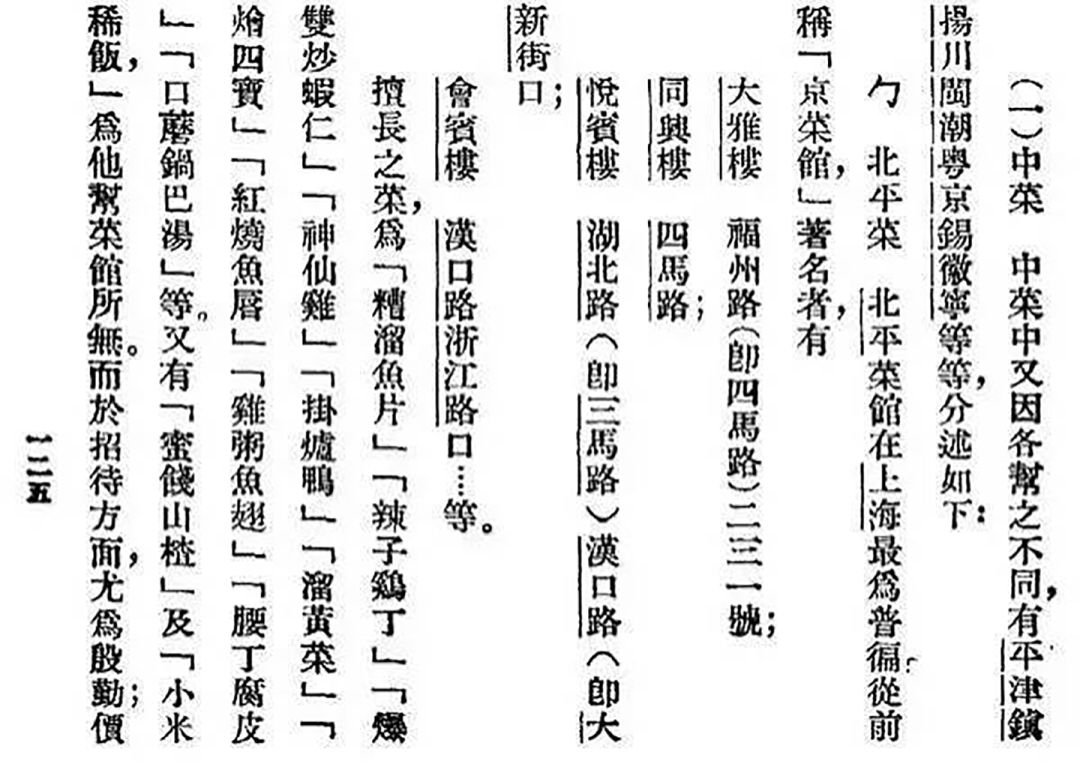 (一)中菜　中菜中又因各幫之不同，有平津鎮
揚川閩潮粵京錫徽寧等等，分述如下：
ㄅ　北平菜　北平菜館在上海最爲普徧。從前
稱「京菜館，」著名者，有
大雅樓　福州路(卽四馬路)二三一號；
同興樓　四馬路；
悅賓樓　湖北路(卽三馬路)漢口路(卽大
新街口；
會賓樓　漢口路浙江路口…等。
擅長之菜，爲「糟溜魚片」「辣子鷄丁」「爆
雙炒蝦仁」「神仙雞」「掛爐鴨」「溜黃菜」「
燴四寶」「紅燒魚唇」「雞粥魚翅」「腰丁腐皮
」「口蘑鍋巴湯」等。又有「蜜餞山楂」及「小米
稀飯，」爲他幫菜館所無。而於招待方面，尤爲殷勤；價
一二五